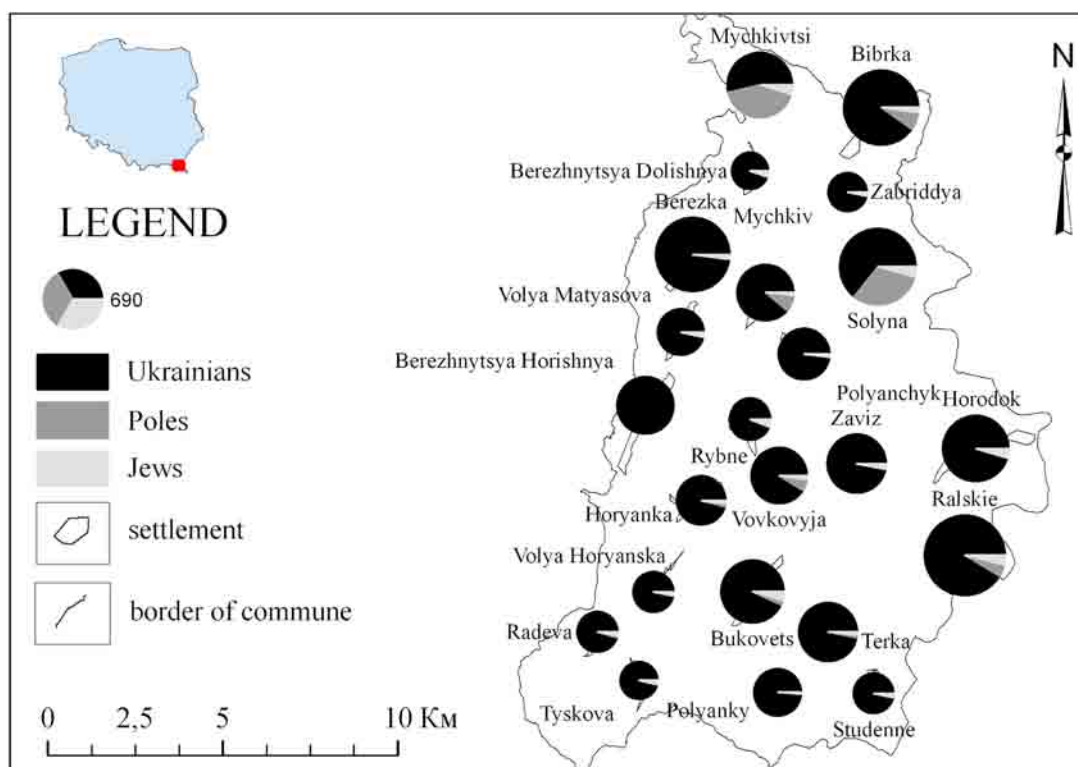 Mychkivtsi
Bibrka
N
Berezhnytsya Dolishnya
Zabriddya
LEGEND
Berezka
Mychkiv
690
Volya Matyasova
Solyna
Berezhnytsya Horishnya
Ukrainians
Polyanchyk
Horodok
Poles
Zaviz
Rybne
Jews
Ralskie
Horyanka
Vovkovyja
settlement
Volya Horyanska
border of commune
Radeva
Bukovets
Terka
Tyskova
Polyanky
Studenne
0 2,5 5 10 Км